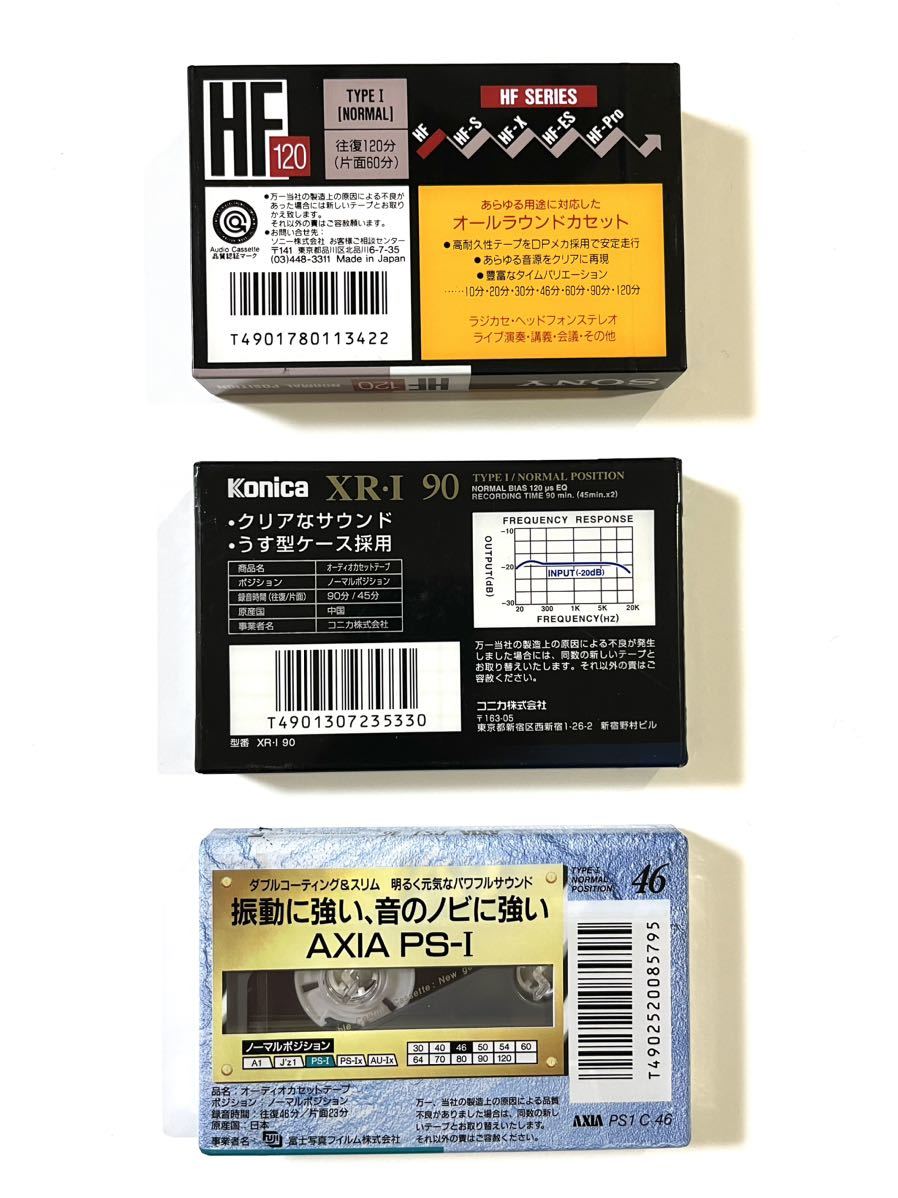 HF 120
TYPE I
[NORMAL]
往復120分
(片面60分)
HF SERIES
HF HF-S HF-X HF-ES HF-Pro
●万一当社の製造上の原因による不良が
あった場合には新しいテープとお取り
かえ致します。
それ以外の責はご容赦願います。
●お問い合せ先:
ソニー株式会社 お客様ご相談センター
〒141 東京都品川区北品川6-7-35
(03)448-3311 Made in Japan
Audio Cassette
品質認証マーク
T4901780113422
あらゆる用途に対応した
オールラウンドカセット
●高耐久性テープをDPメカ採用で安定走行
●あらゆる音源をクリアに再現
●豊富なタイムバリエーション
……10分・20分・30分・46分・60分・90分・120分
ラジカセ・ヘッドフォンステレオ
ライブ演奏・講義・会議・その他
NORMAL POSITION
HF 120
SONY
Konica XR・I 90
TYPE I / NORMAL POSITION
NORMAL BIAS 120 µs EQ
RECORDING TIME 90 min. (45min.x2)
・クリアなサウンド
・うす型ケース採用
商品名 オーディオカセットテープ
ポジション ノーマルポジション
録音時間(往復/片面) 90分/45分
原産国 中国
事業者名 コニカ株式会社
T4901307235330
型番 XR・I 90
FREQUENCY RESPONSE
OUTPUT(dB)
-10
-20
-30
INPUT(-20dB)
20 300 1K 5K 20K
FREQUENCY(HZ)
万一当社の製造上の原因による不良が発生
しました場合には、同数の新しいテープと
お取り替えいたします。それ以外の責はご
容赦ください。
コニカ株式会社
〒163-05
東京都新宿区西新宿1-26-2 新宿野村ビル
AXIA PS-I
ダブルコーティング&スリム 明るく元気なパワフルサウンド
振動に強い、音のノビに強い
AXIA PS-I
TYPE I
NORMAL
POSITION
46
ノーマルポジション
A1 J'z1 PS-I PS-Ix AU-Ix
30 40 46 50 54 60
64 70 80 90 120
T4902520085795
品名:オーディオカセットテープ
ポジション:ノーマルポジション
録音時間:往復46分/片面23分
原産国:日本
事業者名: FUJI 富士写真フイルム株式会社
万一、当社の製造上の原因による品質
不良がありました場合は、同数の新しい
テープとお取り替えいたします。
それ以外の責はご容赦ください。
AXIA PS1 C 46